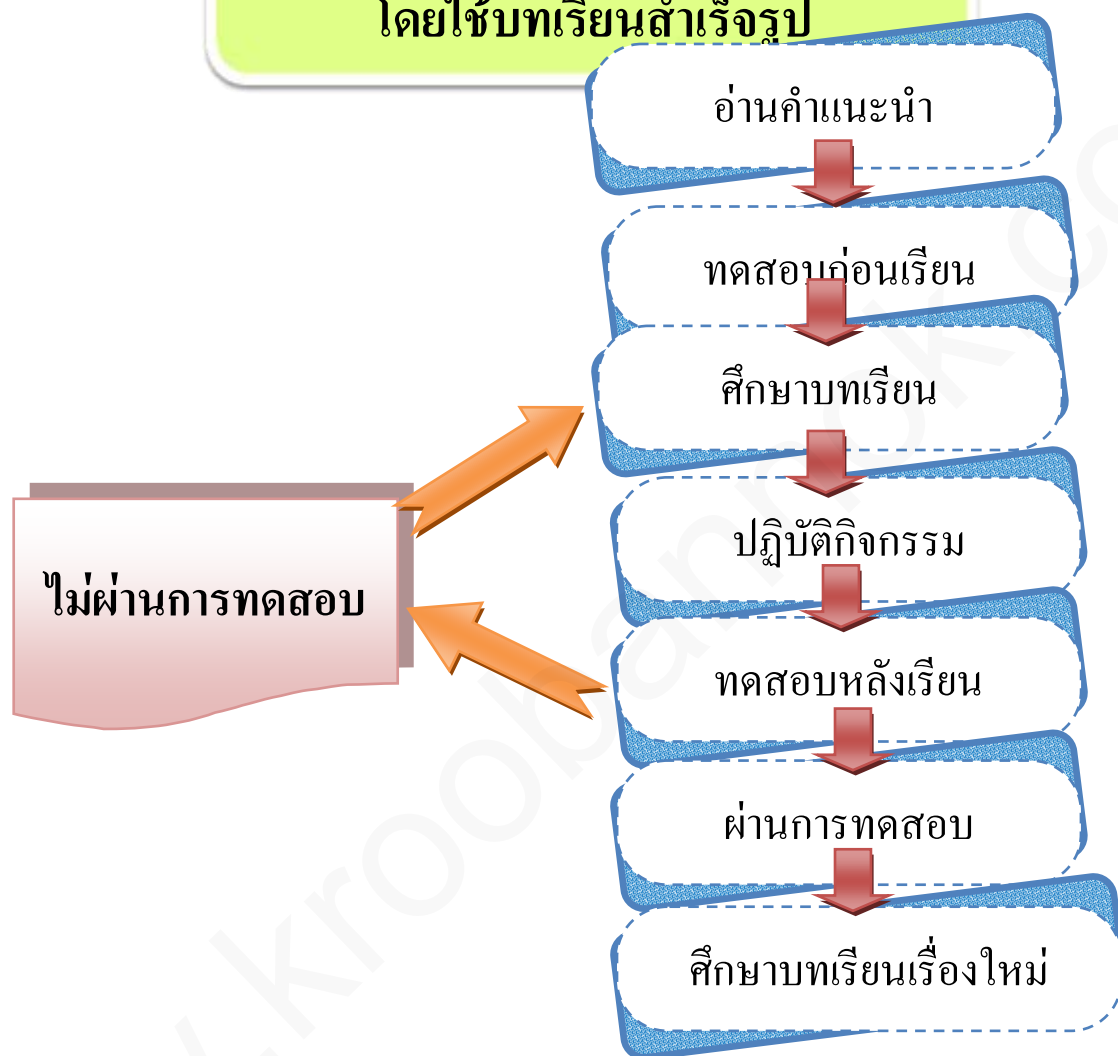 โดยใช้บทเรียนสำเร็จรูป
อ่านคำแนะนำ
ทดสอบก่อนเรียน
ศึกษาบทเรียน
ปฏิบัติกิจกรรม
ไม่ผ่านการทดสอบ
ทดสอบหลังเรียน
ผ่านการทดสอบ
ศึกษาบทเรียนเรื่องใหม่